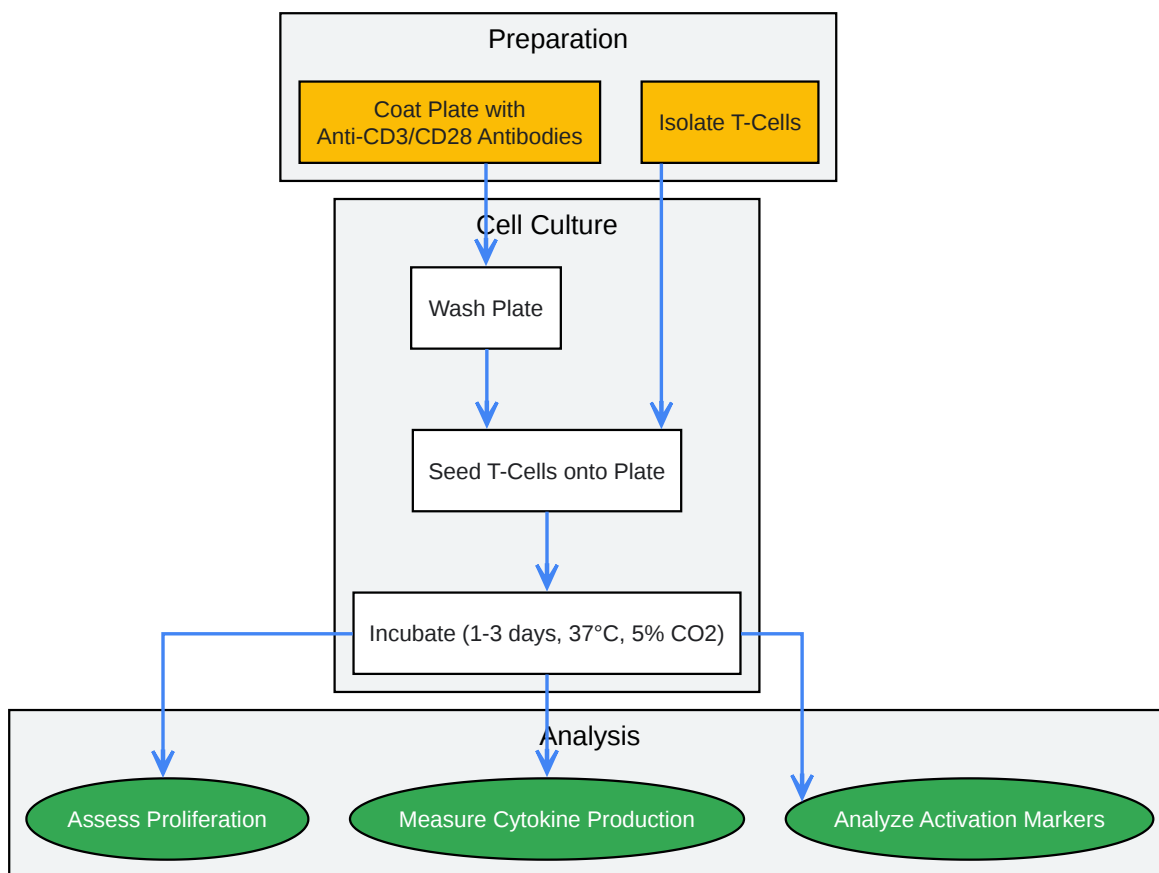 Preparation
Coat Plate with
Anti-CD3/CD28 Antibodies
Isolate T-Cells
Cell Culture
Wash Plate
Seed T-Cells onto Plate
Incubate (1-3 days, 37°C, 5% CO2)
Analysis
Assess Proliferation
Measure Cytokine Production
Analyze Activation Markers